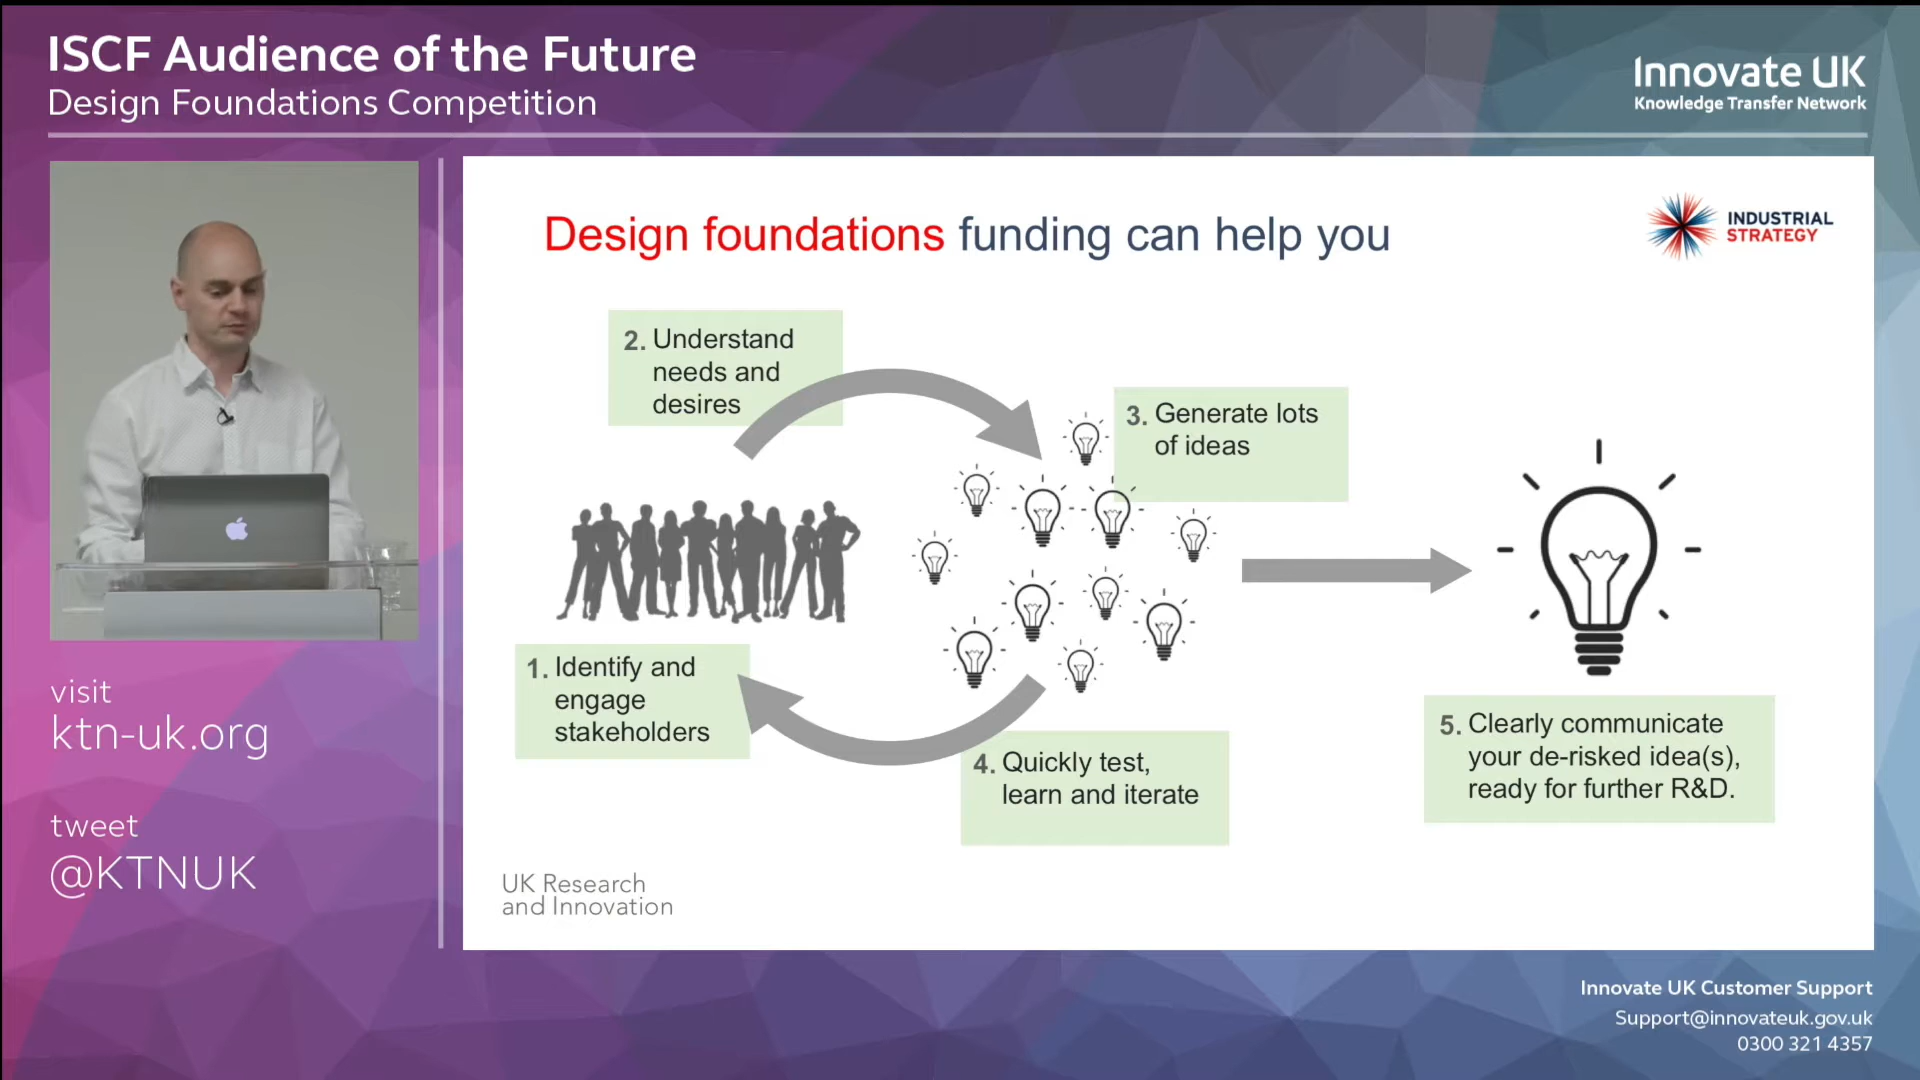 ISCF Audience of the Future
Design Foundations Competition
Innovate UK
Knowledge Transfer Network
Design foundations funding can help you
INDUSTRIAL
STRATEGY
2. Understand
needs and
desires
3. Generate lots
of ideas
1. Identify and
engage
stakeholders
4. Quickly test,
learn and iterate
5. Clearly communicate
your de-risked idea(s),
ready for further R&D.
UK Research
and Innovation
visit
ktn-uk.org
tweet
@KTNUK
Innovate UK Customer Support
Support@innovateuk.gov.uk
0300 321 4357